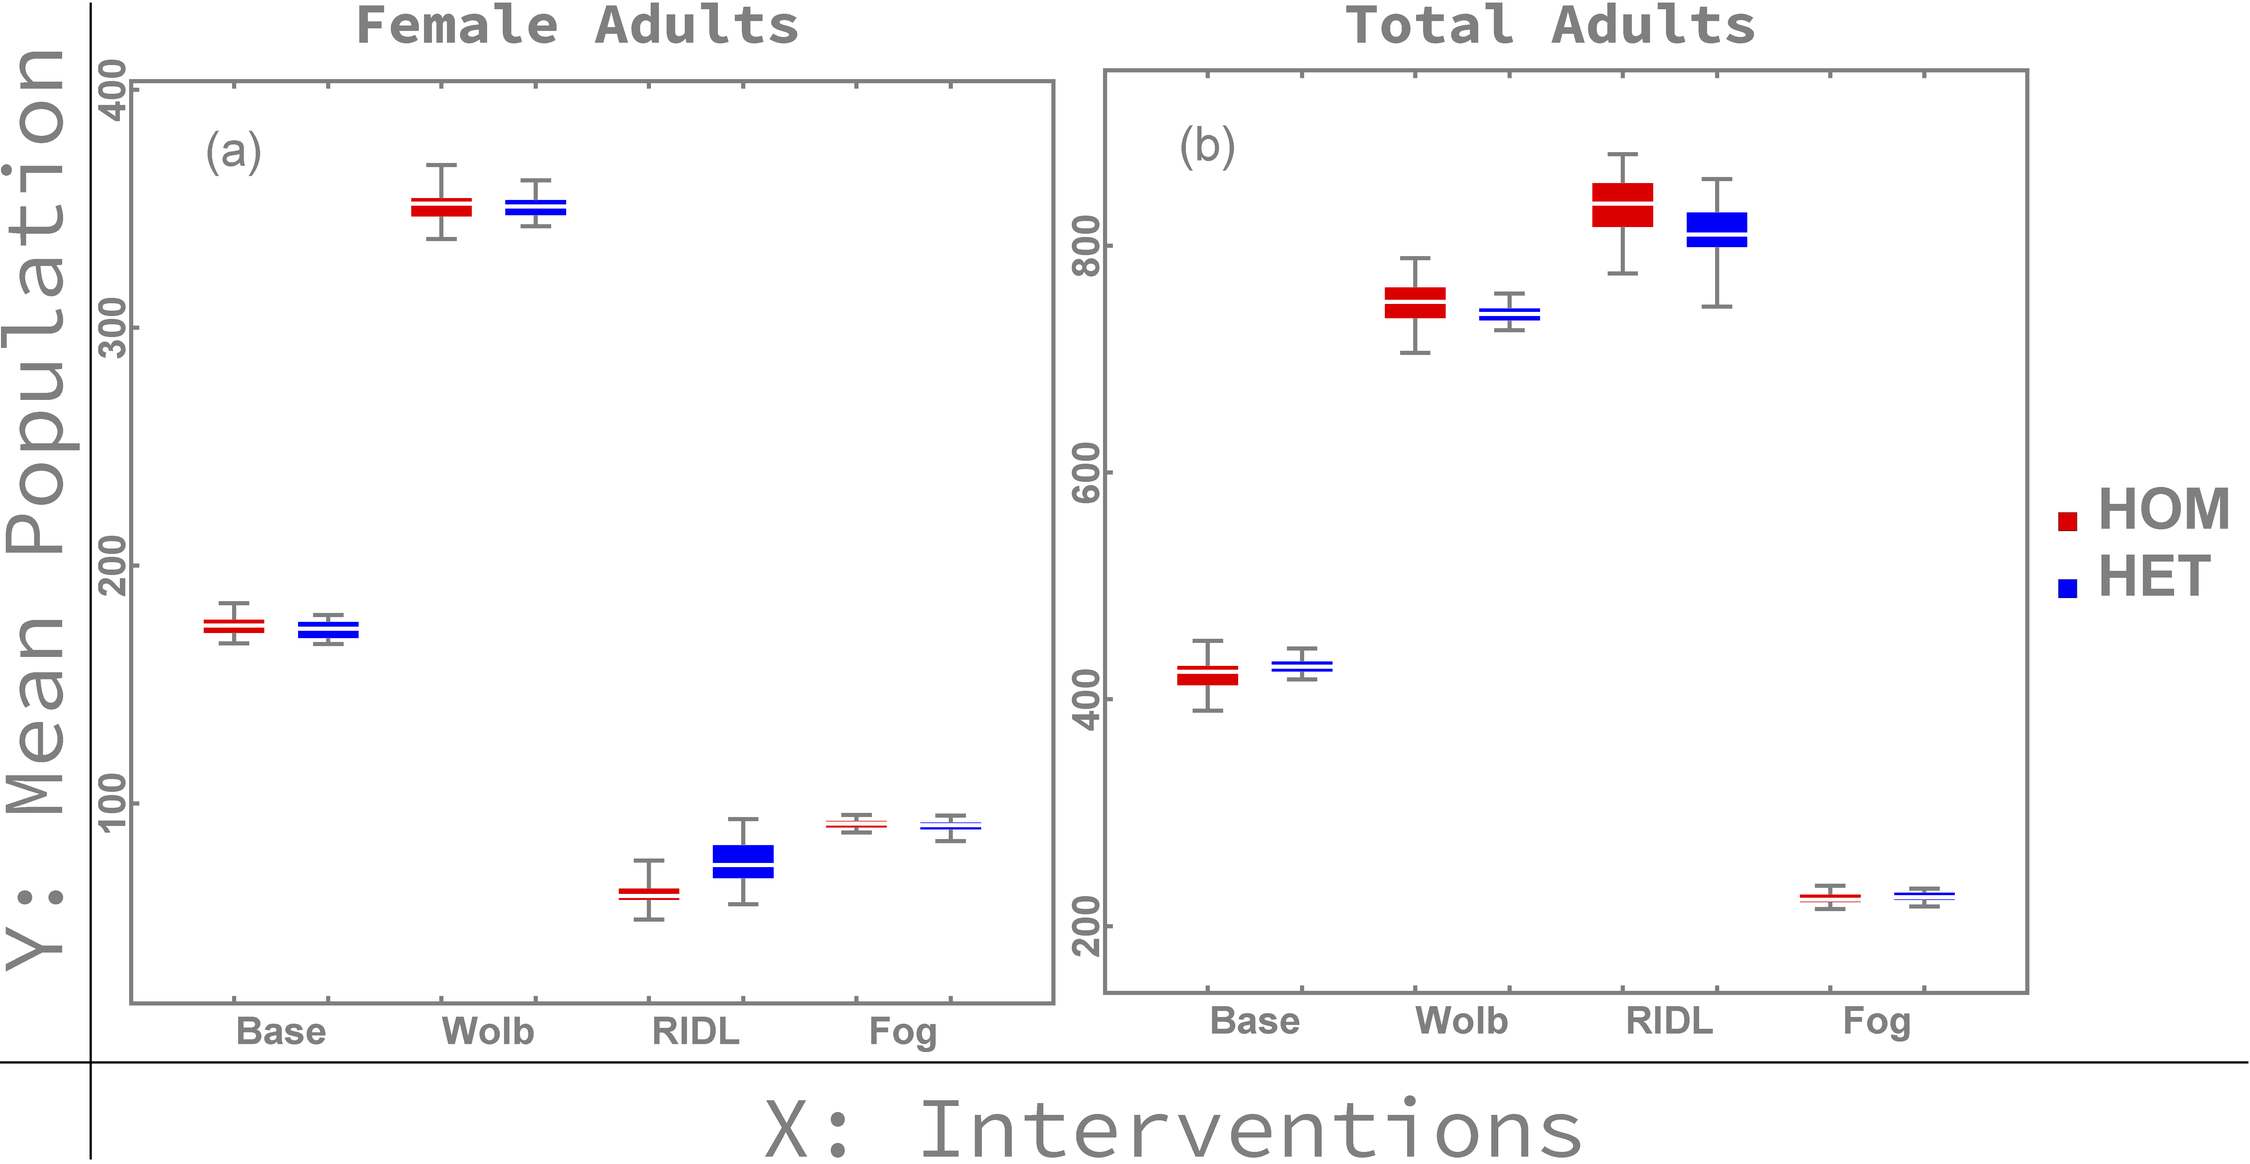 Female Adults
Total Adults
Y: Mean Population
(a)
400
300
200
100
Base Wolb RIDL Fog
(b)
800
600
400
200
Base Wolb RIDL Fog
HOM
HET
X: Interventions